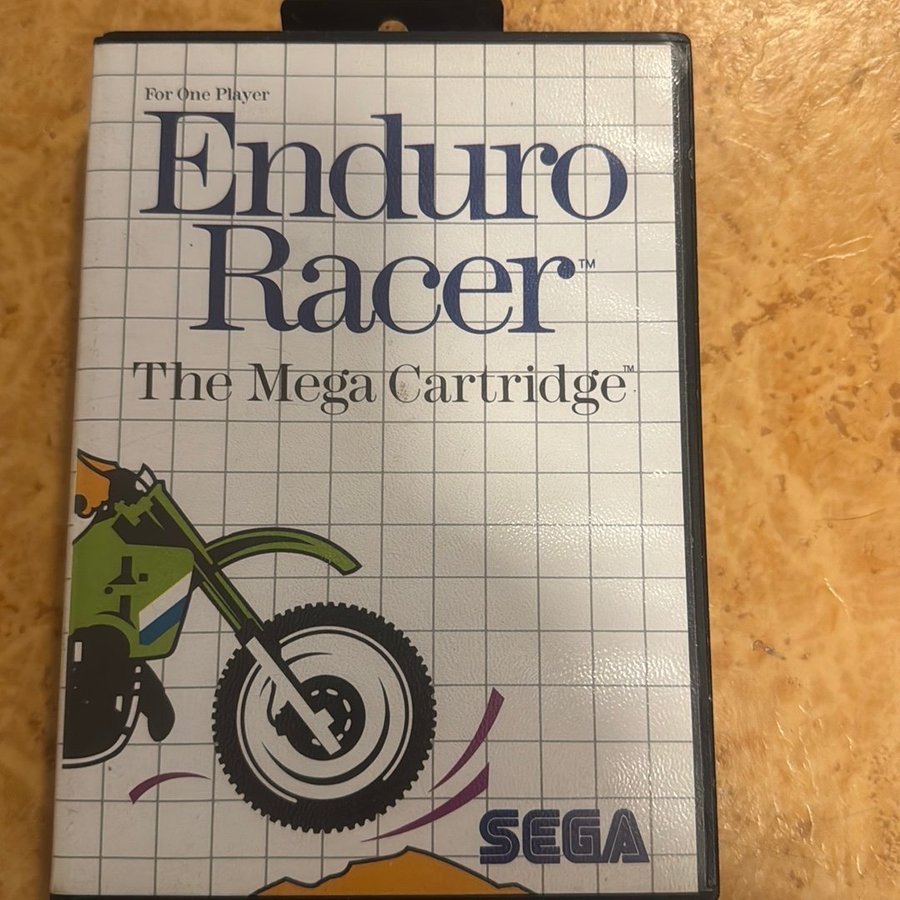 For One Player
Enduro
Racer™
The Mega Cartridge™
SEGA